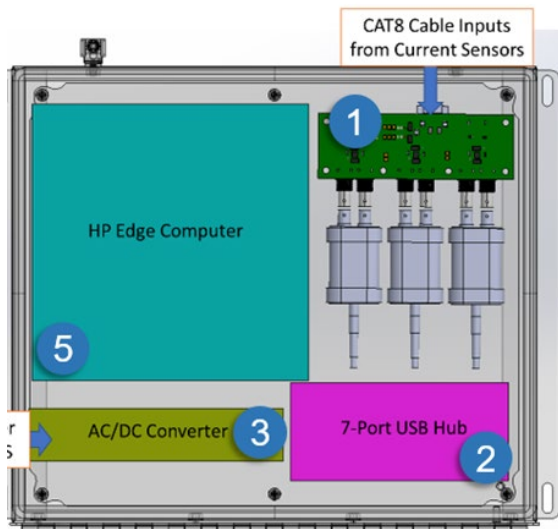 CAT8 Cable Inputs
from Current Sensors
1
HP Edge Computer
5
AC/DC Converter
3
7-Port USB Hub
2